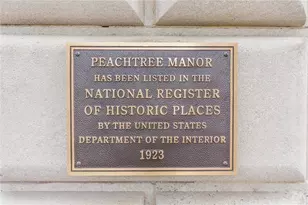 PEACHTREE MANOR
HAS BEEN LISTED IN THE
NATIONAL REGISTER
OF HISTORIC PLACES
BY THE UNITED STATES
DEPARTMENT OF THE INTERIOR
1923